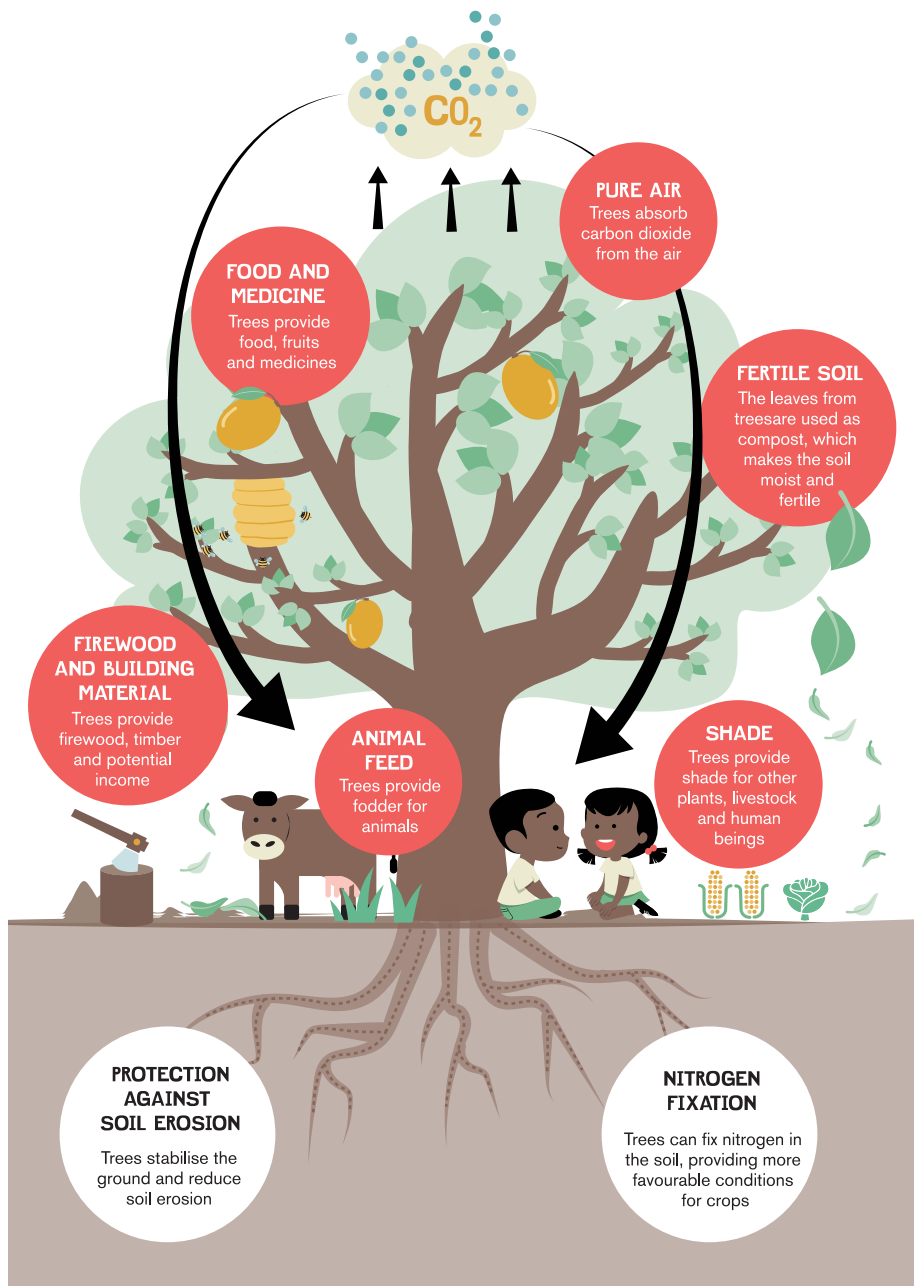 CO₂
PURE AIR
Trees absorb
carbon dioxide
from the air
FOOD AND
MEDICINE
Trees provide
food, fruits
and medicines
FERTILE SOIL
The leaves from
treesare used as
compost, which
makes the soil
moist and
fertile
FIREWOOD
AND BUILDING
MATERIAL
Trees provide
firewood, timber
and potential
income
ANIMAL
FEED
Trees provide
fodder for
animals
SHADE
Trees provide
shade for other
plants, livestock
and human
beings
PROTECTION
AGAINST
SOIL EROSION
Trees stabilise the
ground and reduce
soil erosion
NITROGEN
FIXATION
Trees can fix nitrogen in
the soil, providing more
favourable conditions
for crops